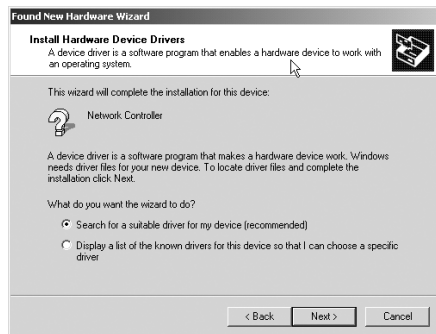 Found New Hardware Wizard
Install Hardware Device Drivers
A device driver is a software program that enables a hardware device to work with
an operating system.
This wizard will complete the installation for this device:
Network Controller
A device driver is a software program that makes a hardware device work. Windows
needs driver files for your new device. To locate driver files and complete the
installation click Next.
What do you want the wizard to do?
Search for a suitable driver for my device (recommended)
Display a list of the known drivers for this device so that I can choose a specific
driver
< Back Next > Cancel